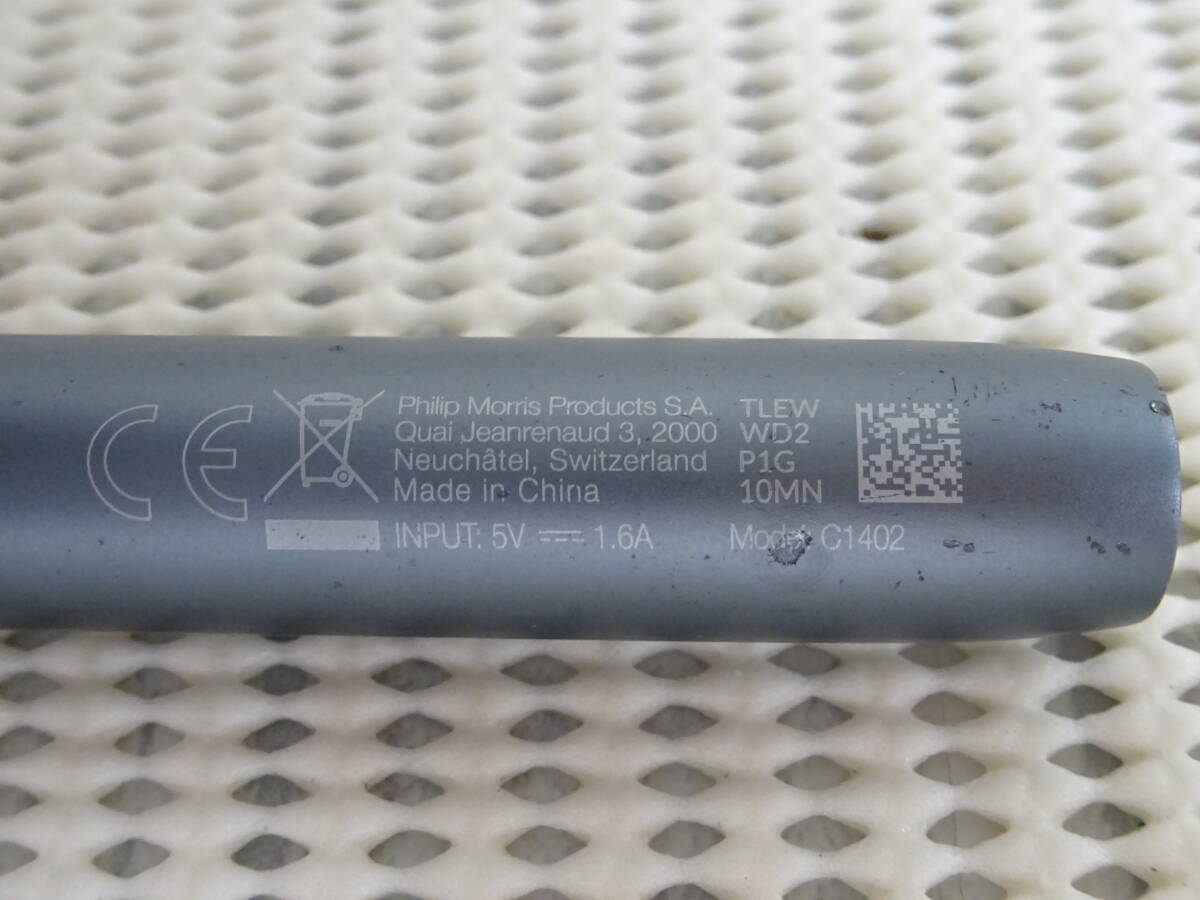 CE
Philip Morris Products S.A.
Quai Jeanrenaud 3, 2000
Neuchâtel, Switzerland
Made in China
INPUT: 5V ⎓ 1.6A
TLEW
WD2
P1G
10MN
Model C1402